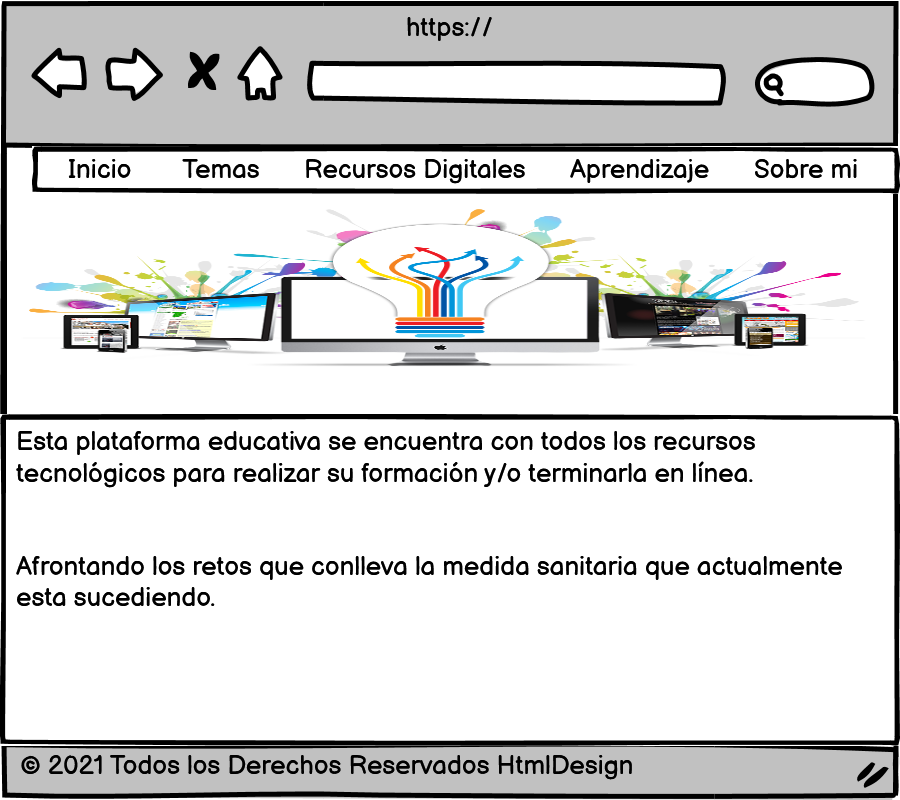 https://
Inicio Temas Recursos Digitales Aprendizaje Sobre mi
Esta plataforma educativa se encuentra con todos los recursos
tecnológicos para realizar su formación y/o terminarla en línea.
Afrontando los retos que conlleva la medida sanitaria que actualmente
esta sucediendo.
© 2021 Todos los Derechos Reservados HtmlDesign